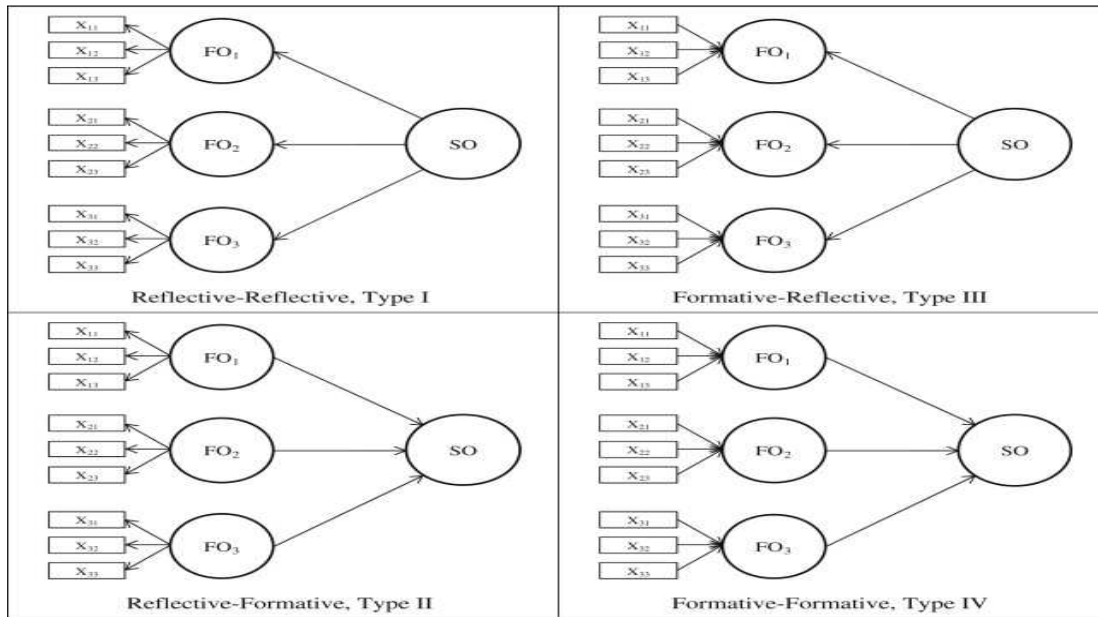 X₁₁
X₁₂
X₁₃
FO₁
X₂₁
X₂₂
X₂₃
FO₂
SO
X₃₁
X₃₂
X₃₃
FO₃
Reflective-Reflective, Type I
X₁₁
X₁₂
X₁₃
FO₁
X₂₁
X₂₂
X₂₃
FO₂
SO
X₃₁
X₃₂
X₃₃
FO₃
Formative-Reflective, Type III
X₁₁
X₁₂
X₁₃
FO₁
X₂₁
X₂₂
X₂₃
FO₂
SO
X₃₁
X₃₂
X₃₃
FO₃
Reflective-Formative, Type II
X₁₁
X₁₂
X₁₃
FO₁
X₂₁
X₂₂
X₂₃
FO₂
SO
X₃₁
X₃₂
X₃₃
FO₃
Formative-Formative, Type IV